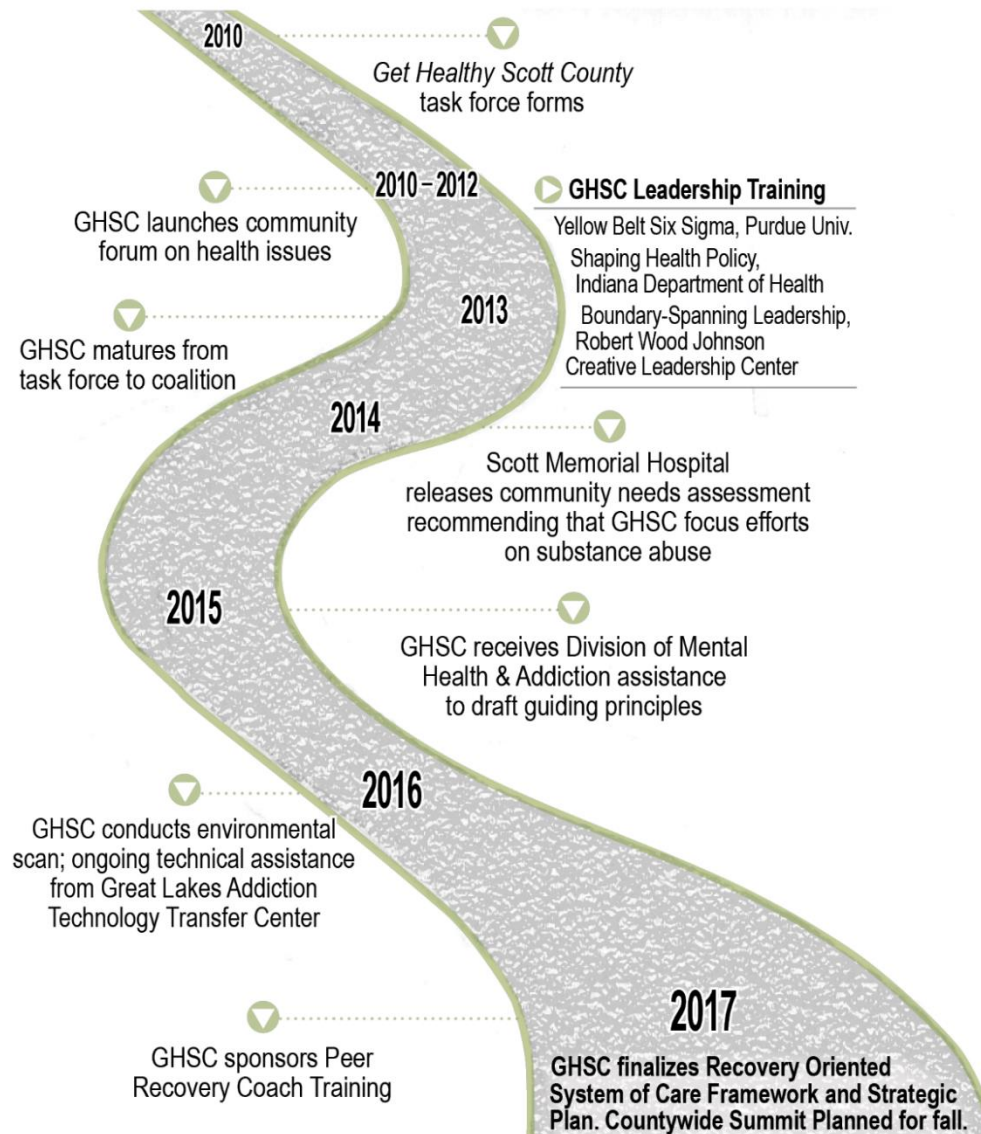 2010
Get Healthy Scott County
task force forms
2010 – 2012
GHSC launches community
forum on health issues
GHSC Leadership Training
Yellow Belt Six Sigma, Purdue Univ.
Shaping Health Policy,
Indiana Department of Health
Boundary-Spanning Leadership,
Robert Wood Johnson
Creative Leadership Center
2013
GHSC matures from
task force to coalition
2014
Scott Memorial Hospital
releases community needs assessment
recommending that GHSC focus efforts
on substance abuse
2015
GHSC receives Division of Mental
Health & Addiction assistance
to draft guiding principles
2016
GHSC conducts environmental
scan; ongoing technical assistance
from Great Lakes Addiction
Technology Transfer Center
2017
GHSC sponsors Peer
Recovery Coach Training
GHSC finalizes Recovery Oriented
System of Care Framework and Strategic
Plan. Countywide Summit Planned for fall.